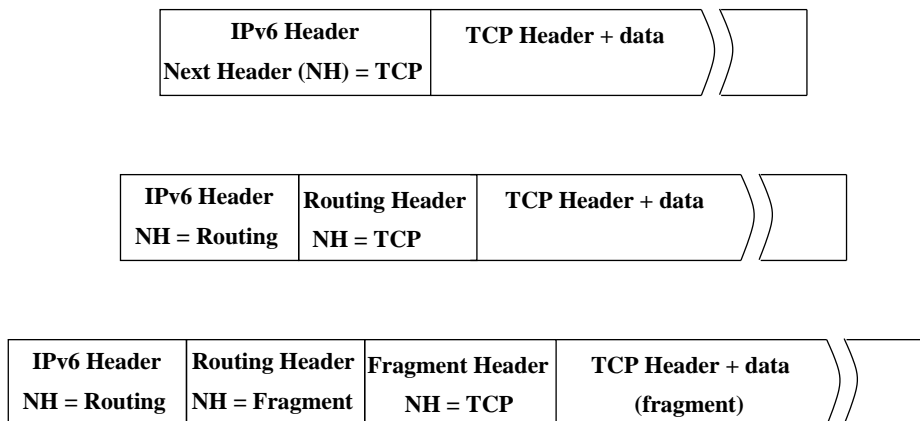 IPv6 Header
Next Header (NH) = TCP
TCP Header + data
IPv6 Header
NH = Routing
Routing Header
NH = TCP
TCP Header + data
IPv6 Header
NH = Routing
Routing Header
NH = Fragment
Fragment Header
NH = TCP
TCP Header + data
(fragment)